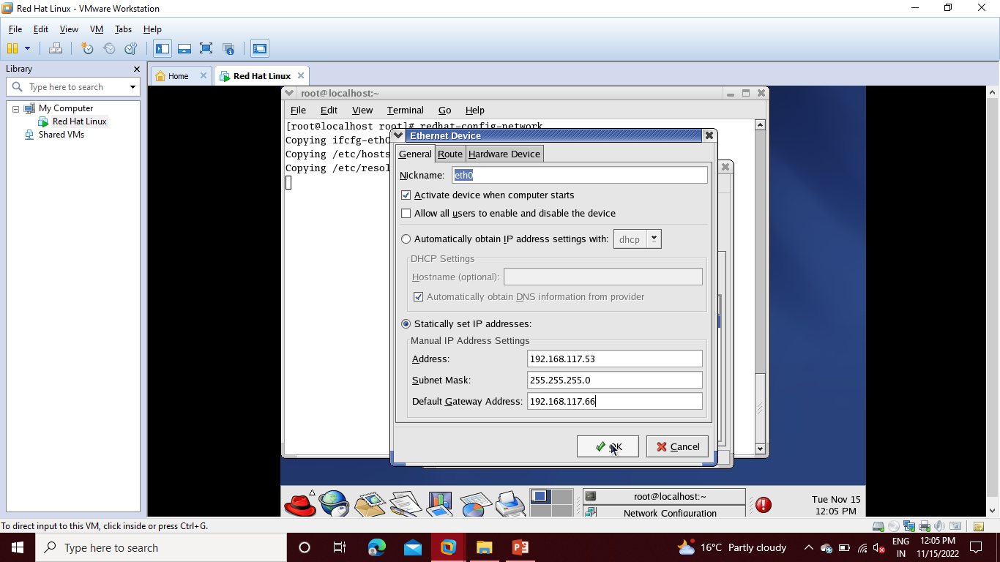 Red Hat Linux - VMware Workstation
File Edit View VM Tabs Help
Library
Type here to search
My Computer
Red Hat Linux
Shared VMs
Home
Red Hat Linux
root@localhost:~
File Edit View Terminal Go Help
[root@localhost root]# redhat-config-network
Copying ifcfg-eth0
Copying /etc/hosts
Copying /etc/resol
Ethernet Device
General Route Hardware Device
Nickname: eth0
Activate device when computer starts
Allow all users to enable and disable the device
Automatically obtain IP address settings with: dhcp
DHCP Settings
Hostname (optional):
Automatically obtain DNS information from provider
Statically set IP addresses:
Manual IP Address Settings
Address: 192.168.117.53
Subnet Mask: 255.255.255.0
Default Gateway Address: 192.168.117.66
OK Cancel
root@localhost:~
Network Configuration
Tue Nov 15
12:05 PM
To direct input to this VM, click inside or press Ctrl+G.
Type here to search
16°C Partly cloudy
ENG
IN
12:05 PM
11/15/2022